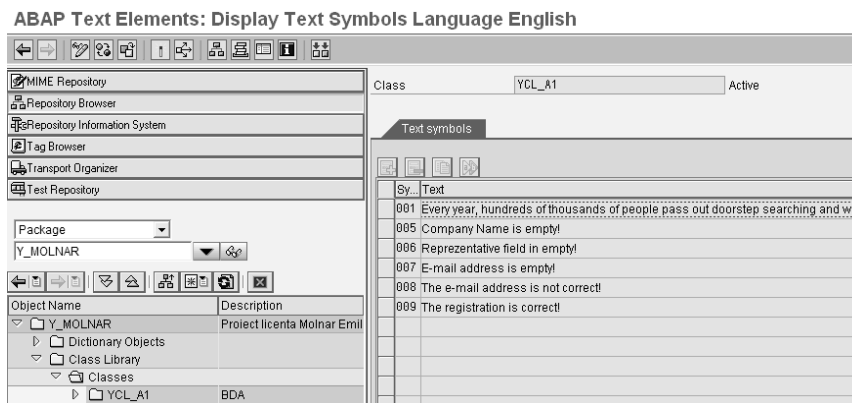 ABAP Text Elements: Display Text Symbols Language English
MIME Repository
Repository Browser
Repository Information System
Tag Browser
Transport Organizer
Test Repository
Package
Y_MOLNAR
Object Name Description
Y_MOLNAR Proiect licenta Molnar Emil
Dictionary Objects
Class Library
Classes
YCL_A1 BDA
Class YCL_A1 Active
Text symbols
Sy... Text
001 Every year, hundreds of thousands of people pass out doorstep searching and w
005 Company Name is empty!
006 Reprezentative field in empty!
007 E-mail address is empty!
008 The e-mail address is not correct!
009 The registration is correct!